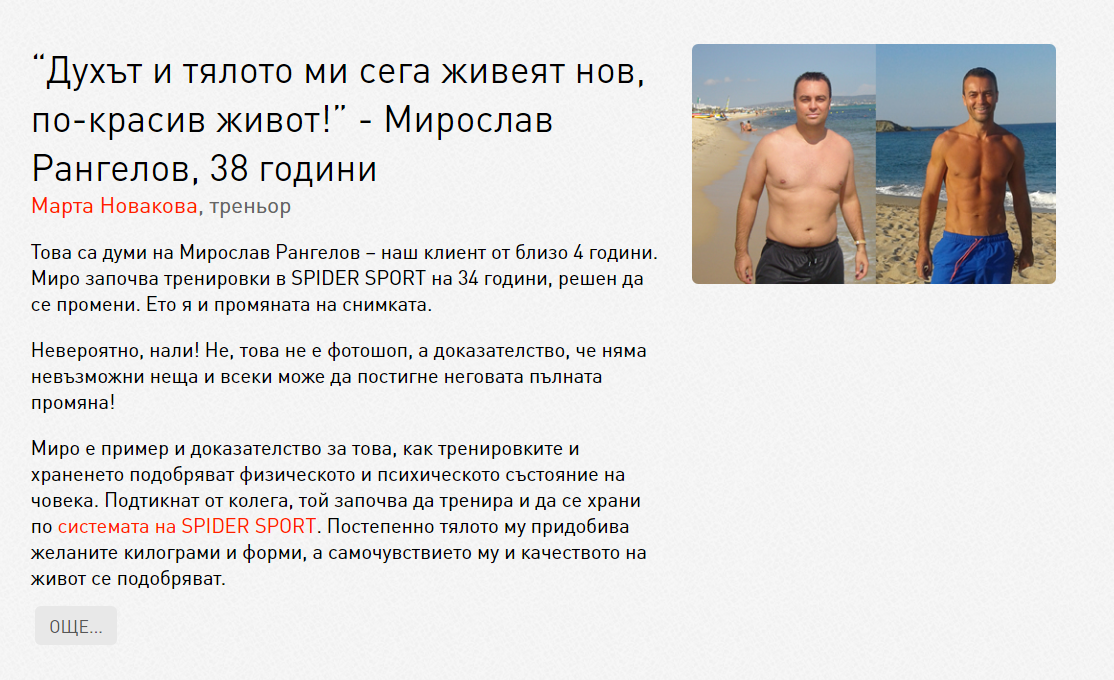 “Духът и тялото ми сега живеят нов,
по-красив живот!” - Мирослав
Рангелов, 38 години
Марта Новакова, треньор
Това са думи на Мирослав Рангелов – наш клиент от близо 4 години.
Миро започва тренировки в SPIDER SPORT на 34 години, решен да
се промени. Ето я и промяната на снимката.
Невероятно, нали! Не, това не е фотошоп, а доказателство, че няма
невъзможни неща и всеки може да постигне неговата пълната
промяна!
Миро е пример и доказателство за това, как тренировките и
храненето подобряват физическото и психическото състояние на
човека. Подтикнат от колега, той започва да тренира и да се храни
по системата на SPIDER SPORT. Постепенно тялото му придобива
желаните килограми и форми, а самочувствието му и качеството на
живот се подобряват.
ОЩЕ...